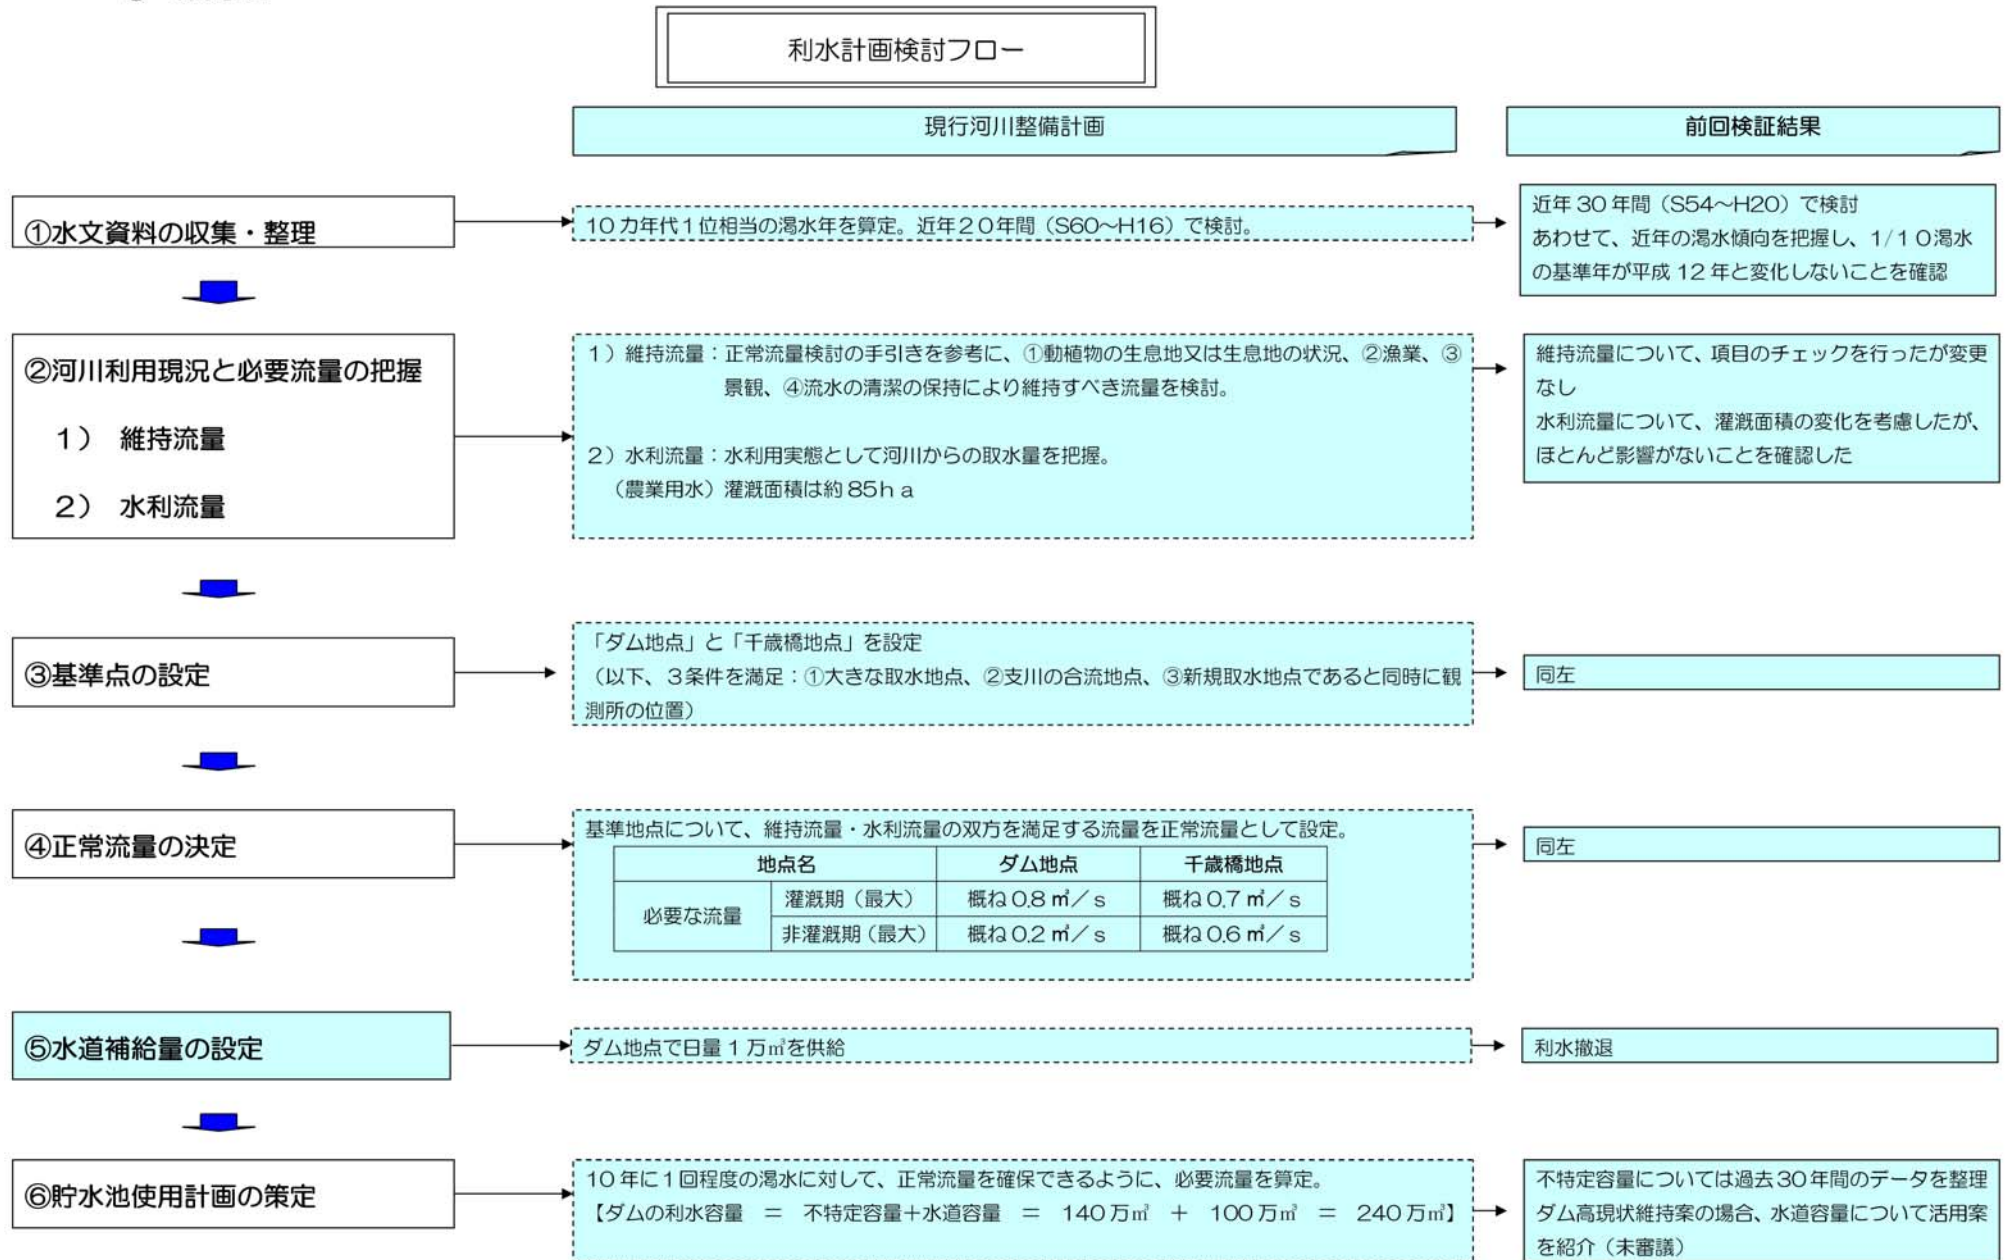 利水計画検討フロー
現行河川整備計画
前回検証結果
①水文資料の収集・整理
10カ年代1位相当の渇水年を算定。近年20年間（S60～H16）で検討。
近年30年間（S54～H20）で検討
あわせて、近年の渇水傾向を把握し、1/10渇水
の基準年が平成12年と変化しないことを確認
②河川利用現況と必要流量の把握
1） 維持流量
2） 水利流量
1）維持流量：正常流量検討の手引きを参考に、①動植物の生息地又は生息地の状況、②漁業、③
景観、④流水の清潔の保持により維持すべき流量を検討。
2）水利流量：水利用実態として河川からの取水量を把握。
（農業用水）灌漑面積は約85ha
維持流量について、項目のチェックを行ったが変更
なし
水利流量について、灌漑面積の変化を考慮したが、
ほとんど影響がないことを確認した
③基準点の設定
「ダム地点」と「千歳橋地点」を設定
（以下、3条件を満足：①大きな取水地点、②支川の合流地点、③新規取水地点であると同時に観
測所の位置）
同左
④正常流量の決定
基準地点について、維持流量・水利流量の双方を満足する流量を正常流量として設定。
地点名 ダム地点 千歳橋地点
必要な流量 灌漑期（最大） 概ね0.8㎥／s 概ね0.7㎥／s
非灌漑期（最大） 概ね0.2㎥／s 概ね0.6㎥／s
同左
⑤水道補給量の設定
ダム地点で日量1万㎥を供給
利水撤退
⑥貯水池使用計画の策定
10年に1回程度の渇水に対して、正常流量を確保できるように、必要流量を算定。
【ダムの利水容量 ＝ 不特定容量＋水道容量 ＝ 140万㎥ ＋ 100万㎥ ＝ 240万㎥】
不特定容量については過去30年間のデータを整理
ダム高現状維持案の場合、水道容量について活用案
を紹介（未審議）